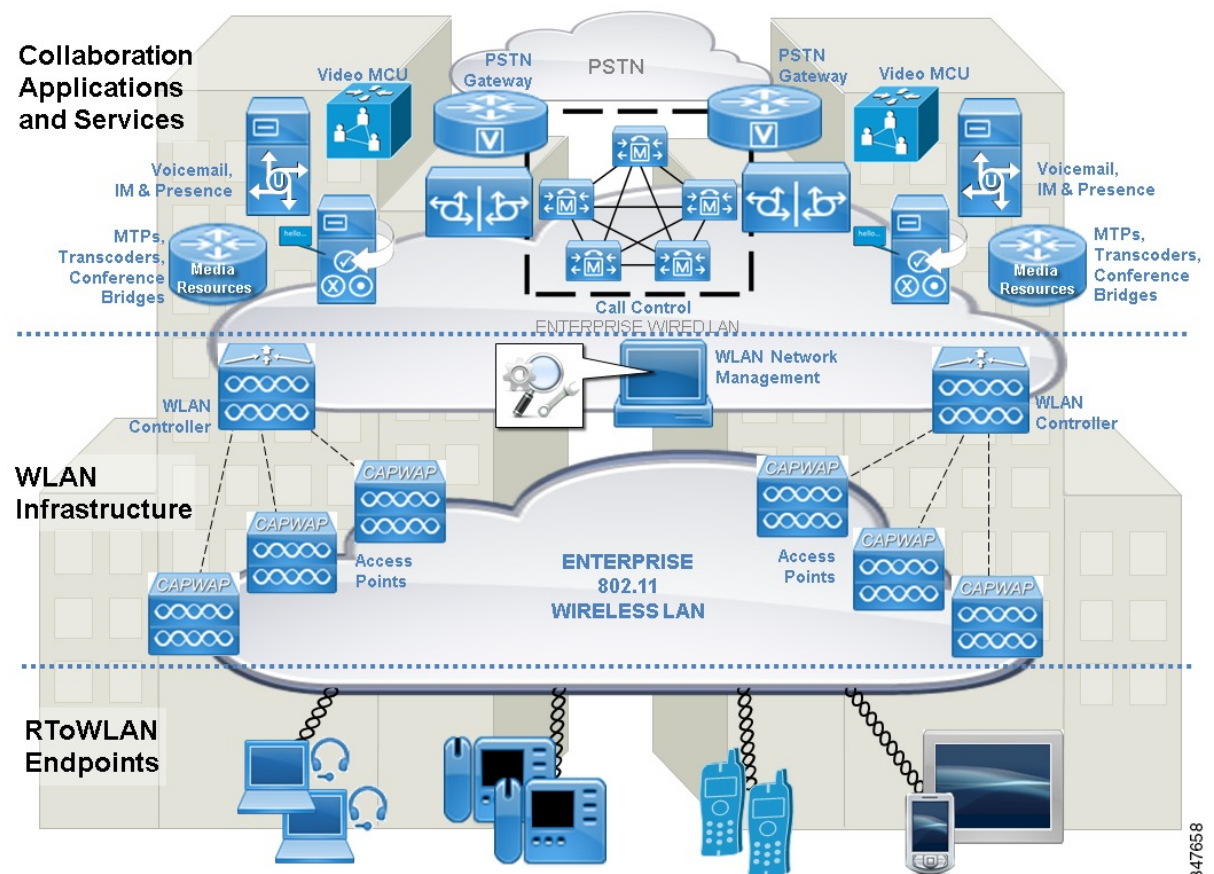 Collaboration
Applications
and Services
Video MCU
PSTN
Gateway
PSTN
PSTN
Gateway
Video MCU
V
V
Voicemail,
IM & Presence
U
M
M
M
M
M
U
Voicemail,
IM & Presence
MTPs,
Transcoders,
Conference
Bridges
Media
Resources
hello...
X
hello...
X
Media
Resources
MTPs,
Transcoders,
Conference
Bridges
Call Control
ENTERPRISE WIRED LAN
WLAN
Controller
WLAN Network
Management
WLAN
Controller
WLAN
Infrastructure
CAPWAP
CAPWAP
CAPWAP
Access
Points
ENTERPRISE
802.11
WIRELESS LAN
CAPWAP
CAPWAP
CAPWAP
Access
Points
RToWLAN
Endpoints
347658